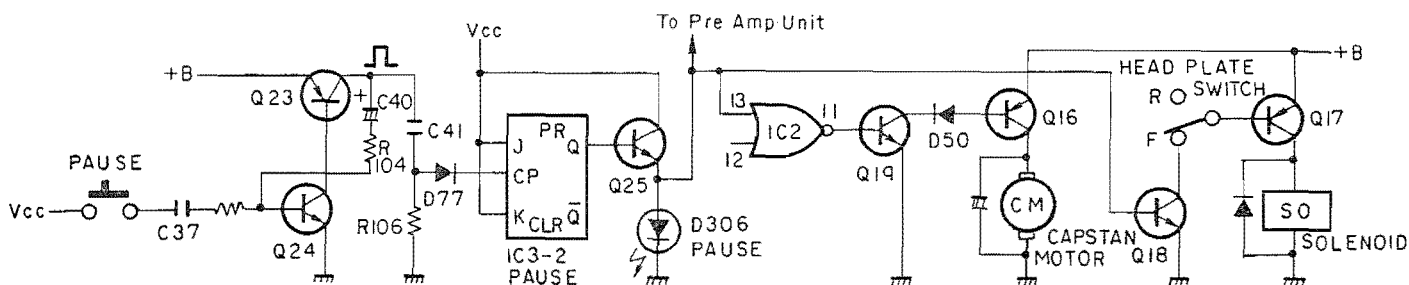 To Pre Amp Unit
Vcc
+B
+B
HEAD PLATE
SWITCH
Q23
+
C40
R
104
C41
PR
J
Q
CP
K
CLR
Q̅
13
IC2
11
12
D50
Q16
R
F
Q17
PAUSE
Vcc
C37
Q24
D77
R106
IC3-2
PAUSE
Q25
D306
PAUSE
Q19
CM
CAPSTAN
MOTOR
Q18
SO
SOLENOID